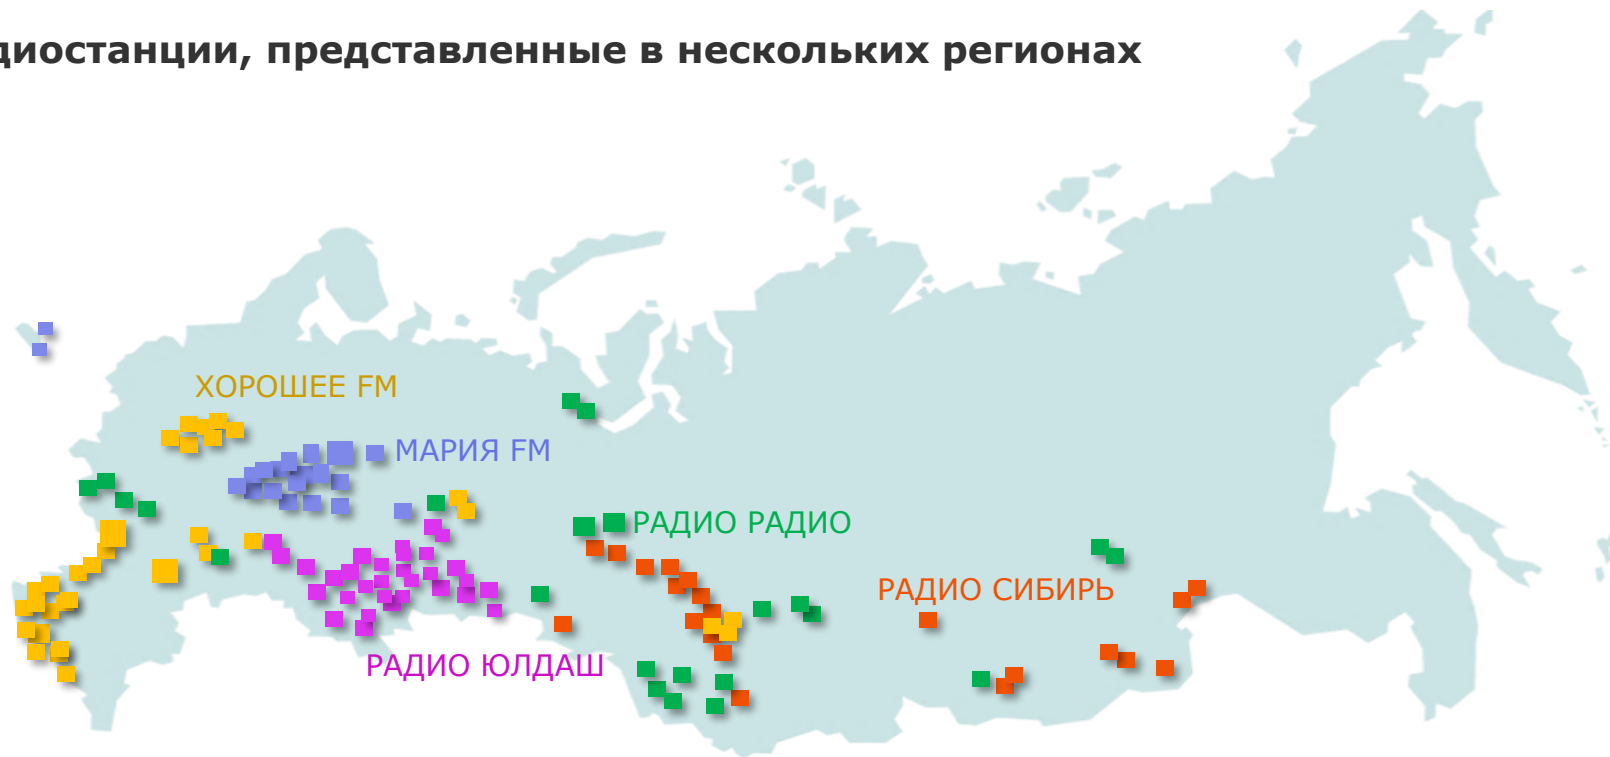 диостанции, представленные в нескольких регионах
ХОРОШЕЕ FM
МАРИЯ FM
РАДИО РАДИО
РАДИО СИБИРЬ
РАДИО ЮЛДАШ